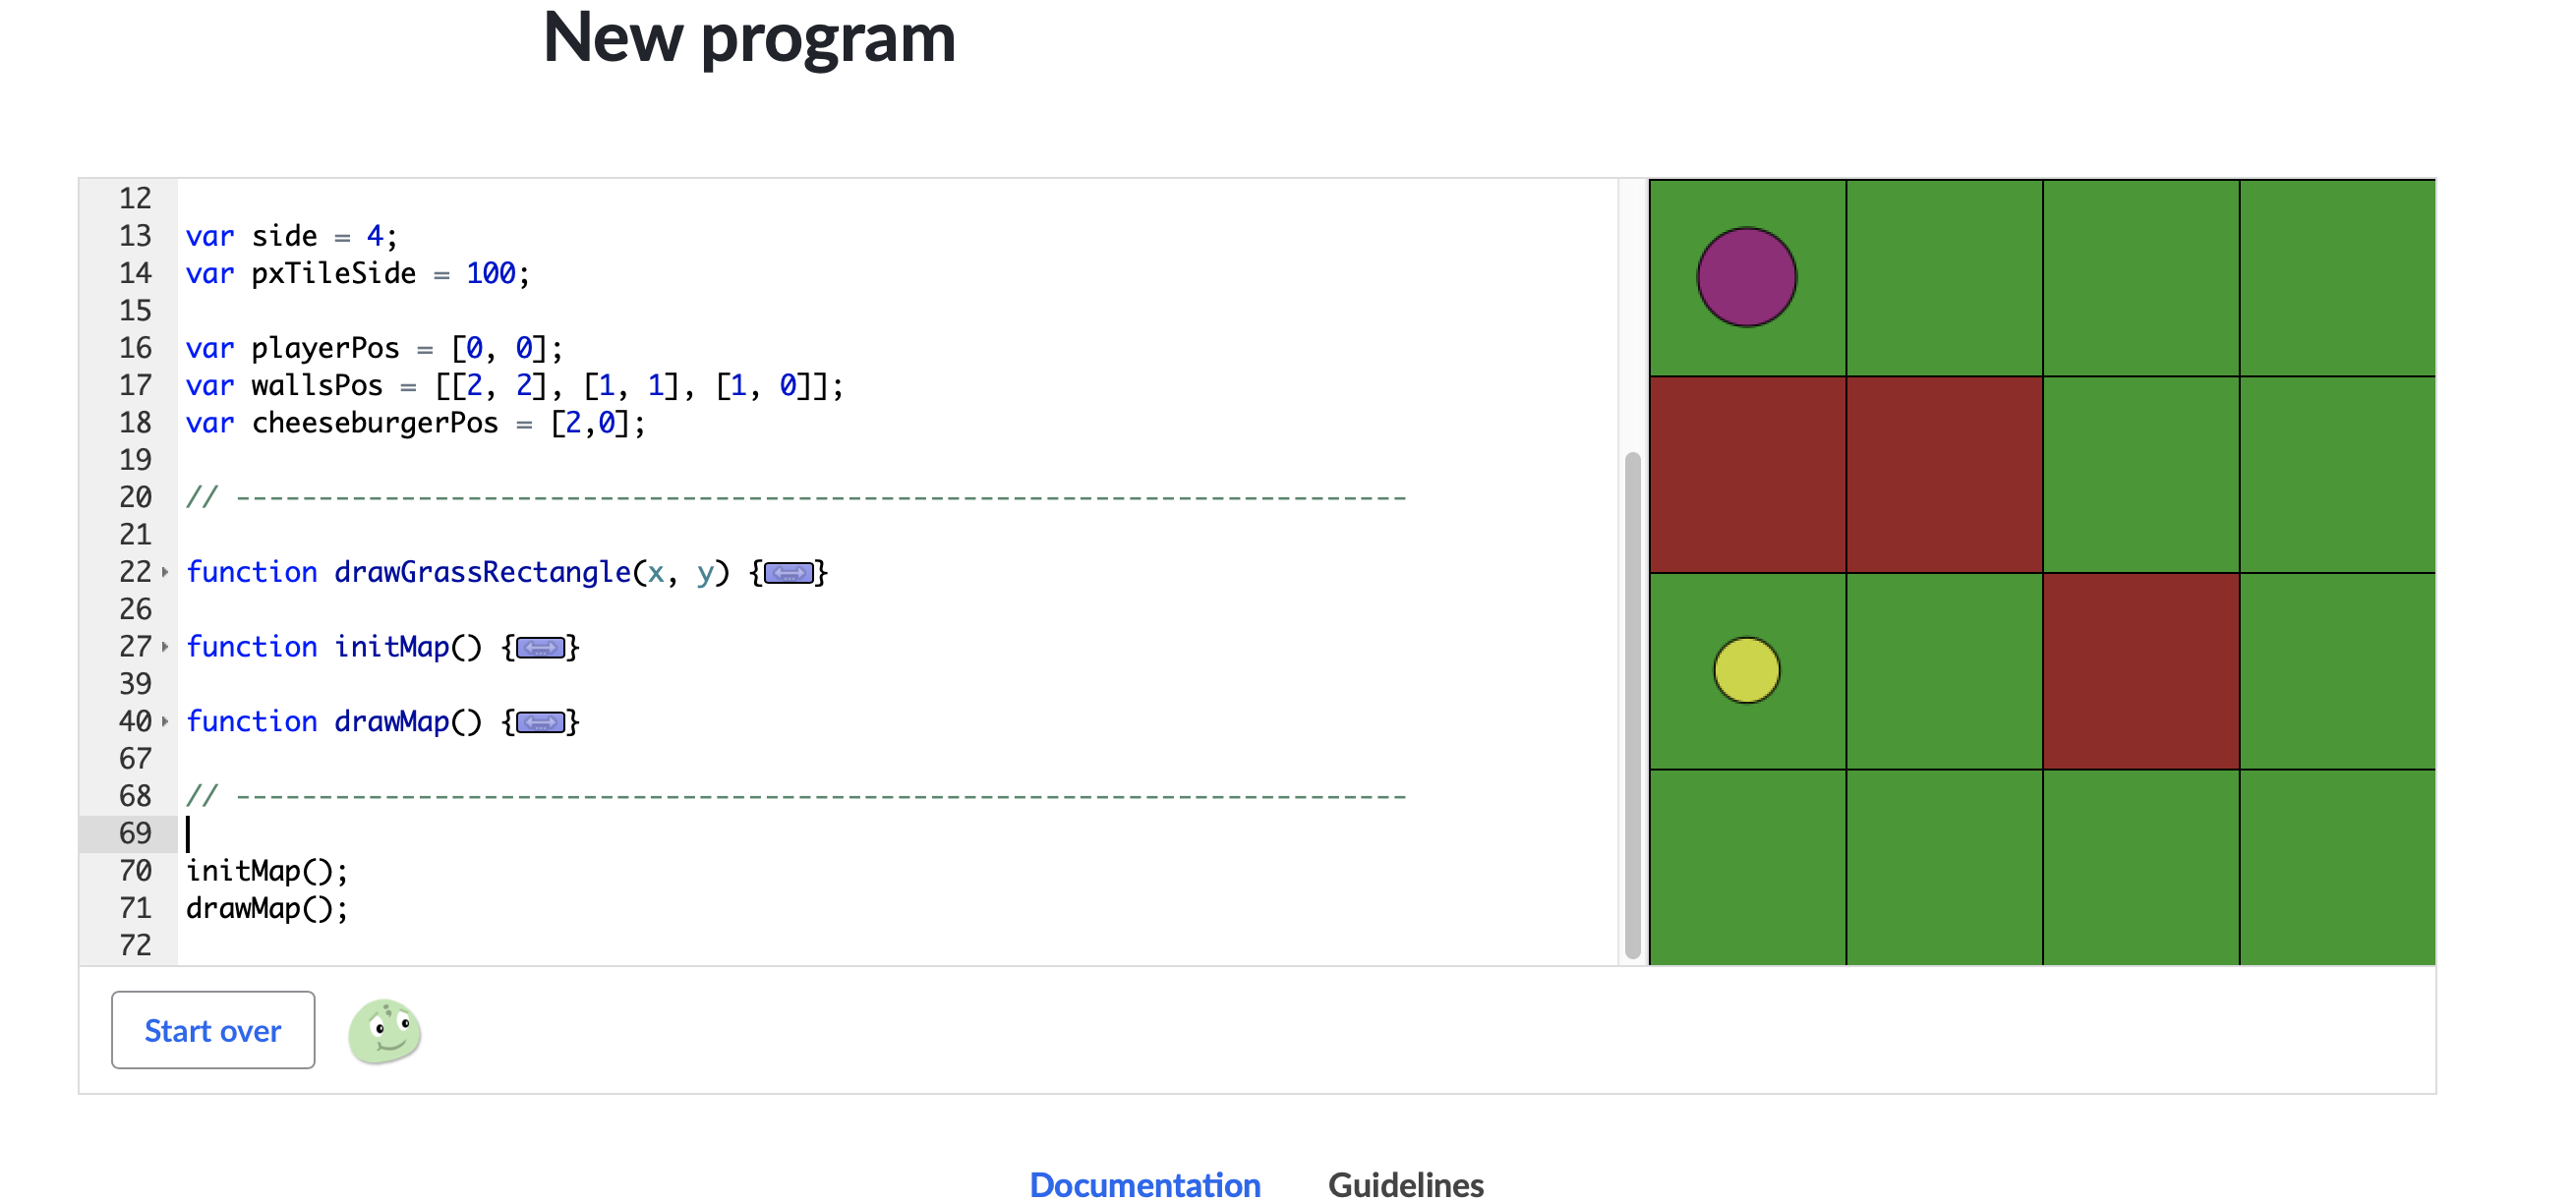 New program
12
13 var side = 4;
14 var pxTileSide = 100;
15
16 var playerPos = [0, 0];
17 var wallsPos = [[2, 2], [1, 1], [1, 0]];
18 var cheeseburgerPos = [2,0];
19
20 // -----------------------------------------------------------------------
21
22 function drawGrassRectangle(x, y) {}
26
27 function initMap() {}
39
40 function drawMap() {}
67
68 // -----------------------------------------------------------------------
69
70 initMap();
71 drawMap();
72
Start over
Documentation Guidelines